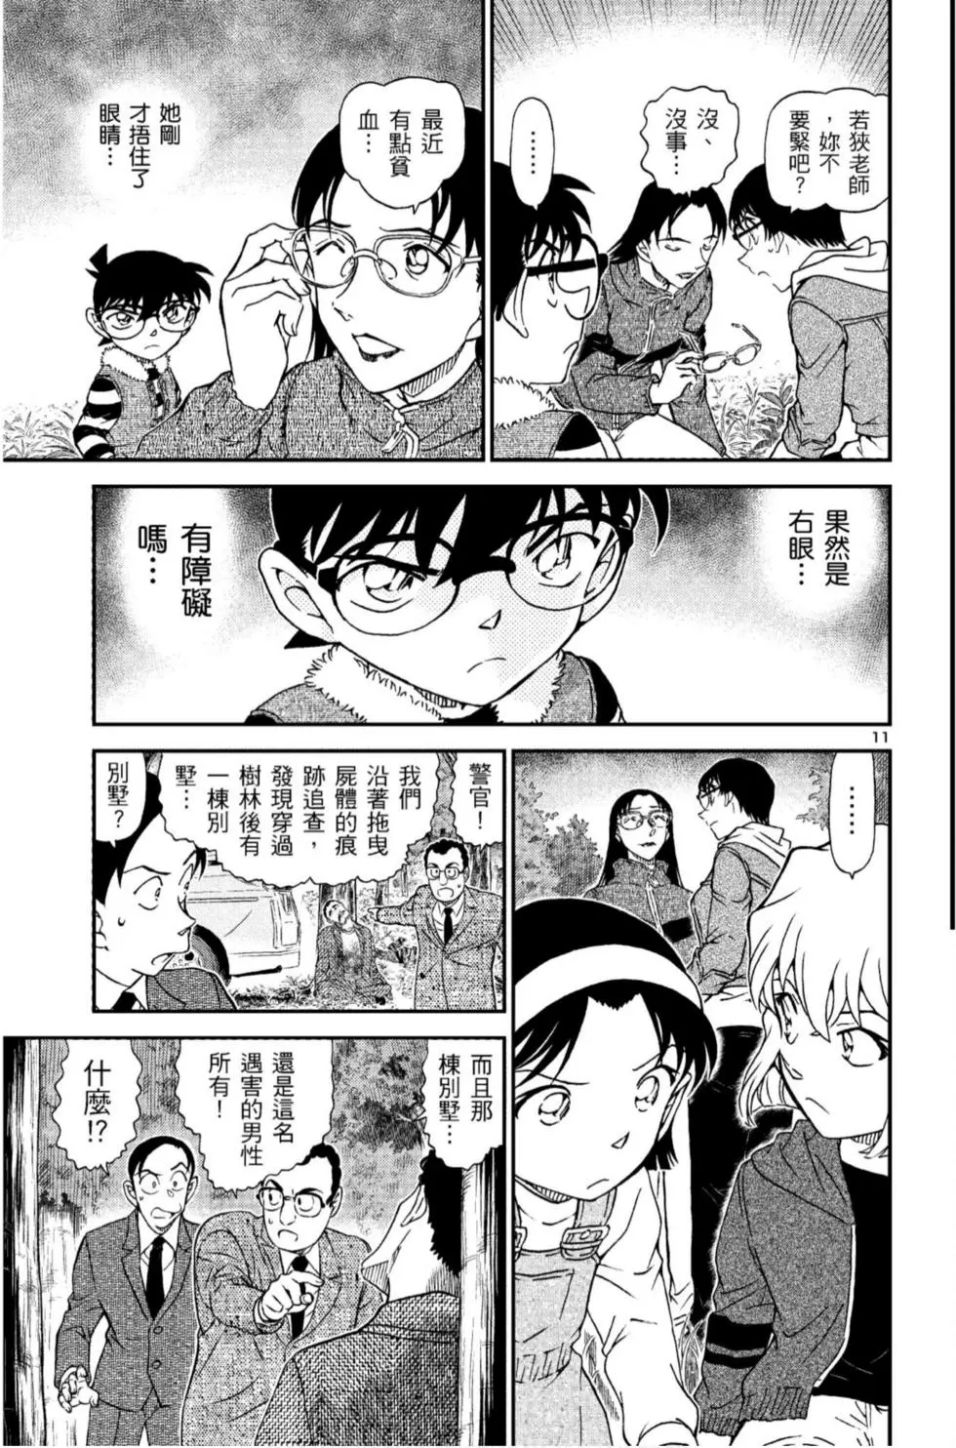 若狹老師
，妳不
要緊吧？
沒、
沒事…
……
最近
有點貧
血…
她剛
才捂住了
眼睛…
果然是
右眼…
有障礙
嗎…
11
……
警官！
我們
沿著拖曳
屍體的痕
跡追查，
發現穿過
樹林後有
一棟別
墅…
別墅？
而且那
棟別墅…
還是這名
遇害的男性
所有！
什麼！？